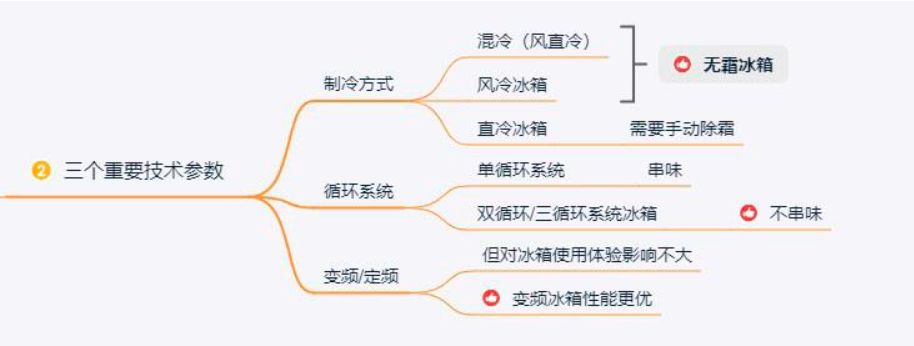 2 三个重要技术参数
制冷方式
混冷（风直冷）
风冷冰箱
无霜冰箱
直冷冰箱 需要手动除霜
循环系统
单循环系统 串味
双循环/三循环系统冰箱 不串味
变频/定频
但对冰箱使用体验影响不大
变频冰箱性能更优